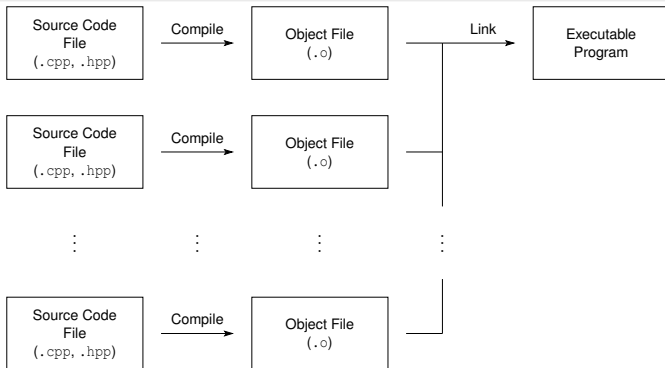 Source Code
File
(.cpp, .hpp)
Compile
Object File
(.o)
Link
Executable
Program
Source Code
File
(.cpp, .hpp)
Compile
Object File
(.o)
Source Code
File
(.cpp, .hpp)
Compile
Object File
(.o)